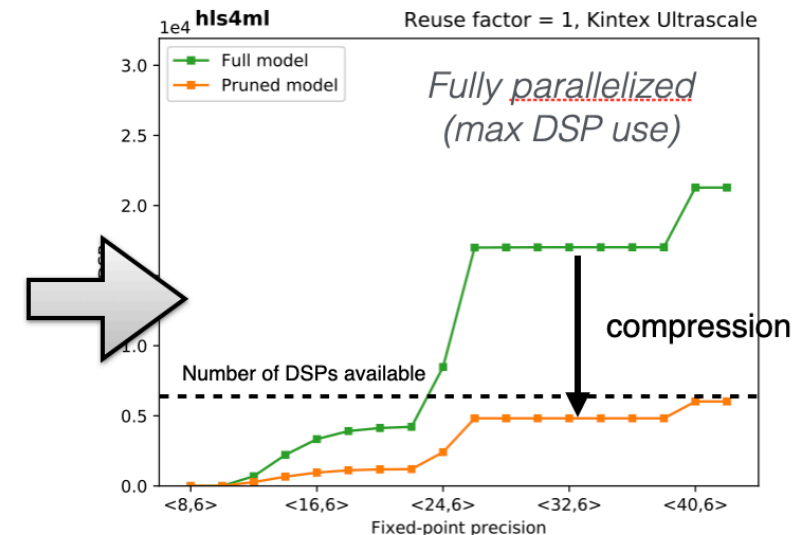 hls4ml
Reuse factor = 1, Kintex Ultrascale
1e4
Full model
Pruned model
Fully parallelized
(max DSP use)
3.0
2.5
2.0
1.0
compression
Number of DSPs available
0.5
0.0
<8,6> <16,6> <24,6> <32,6> <40,6>
Fixed-point precision